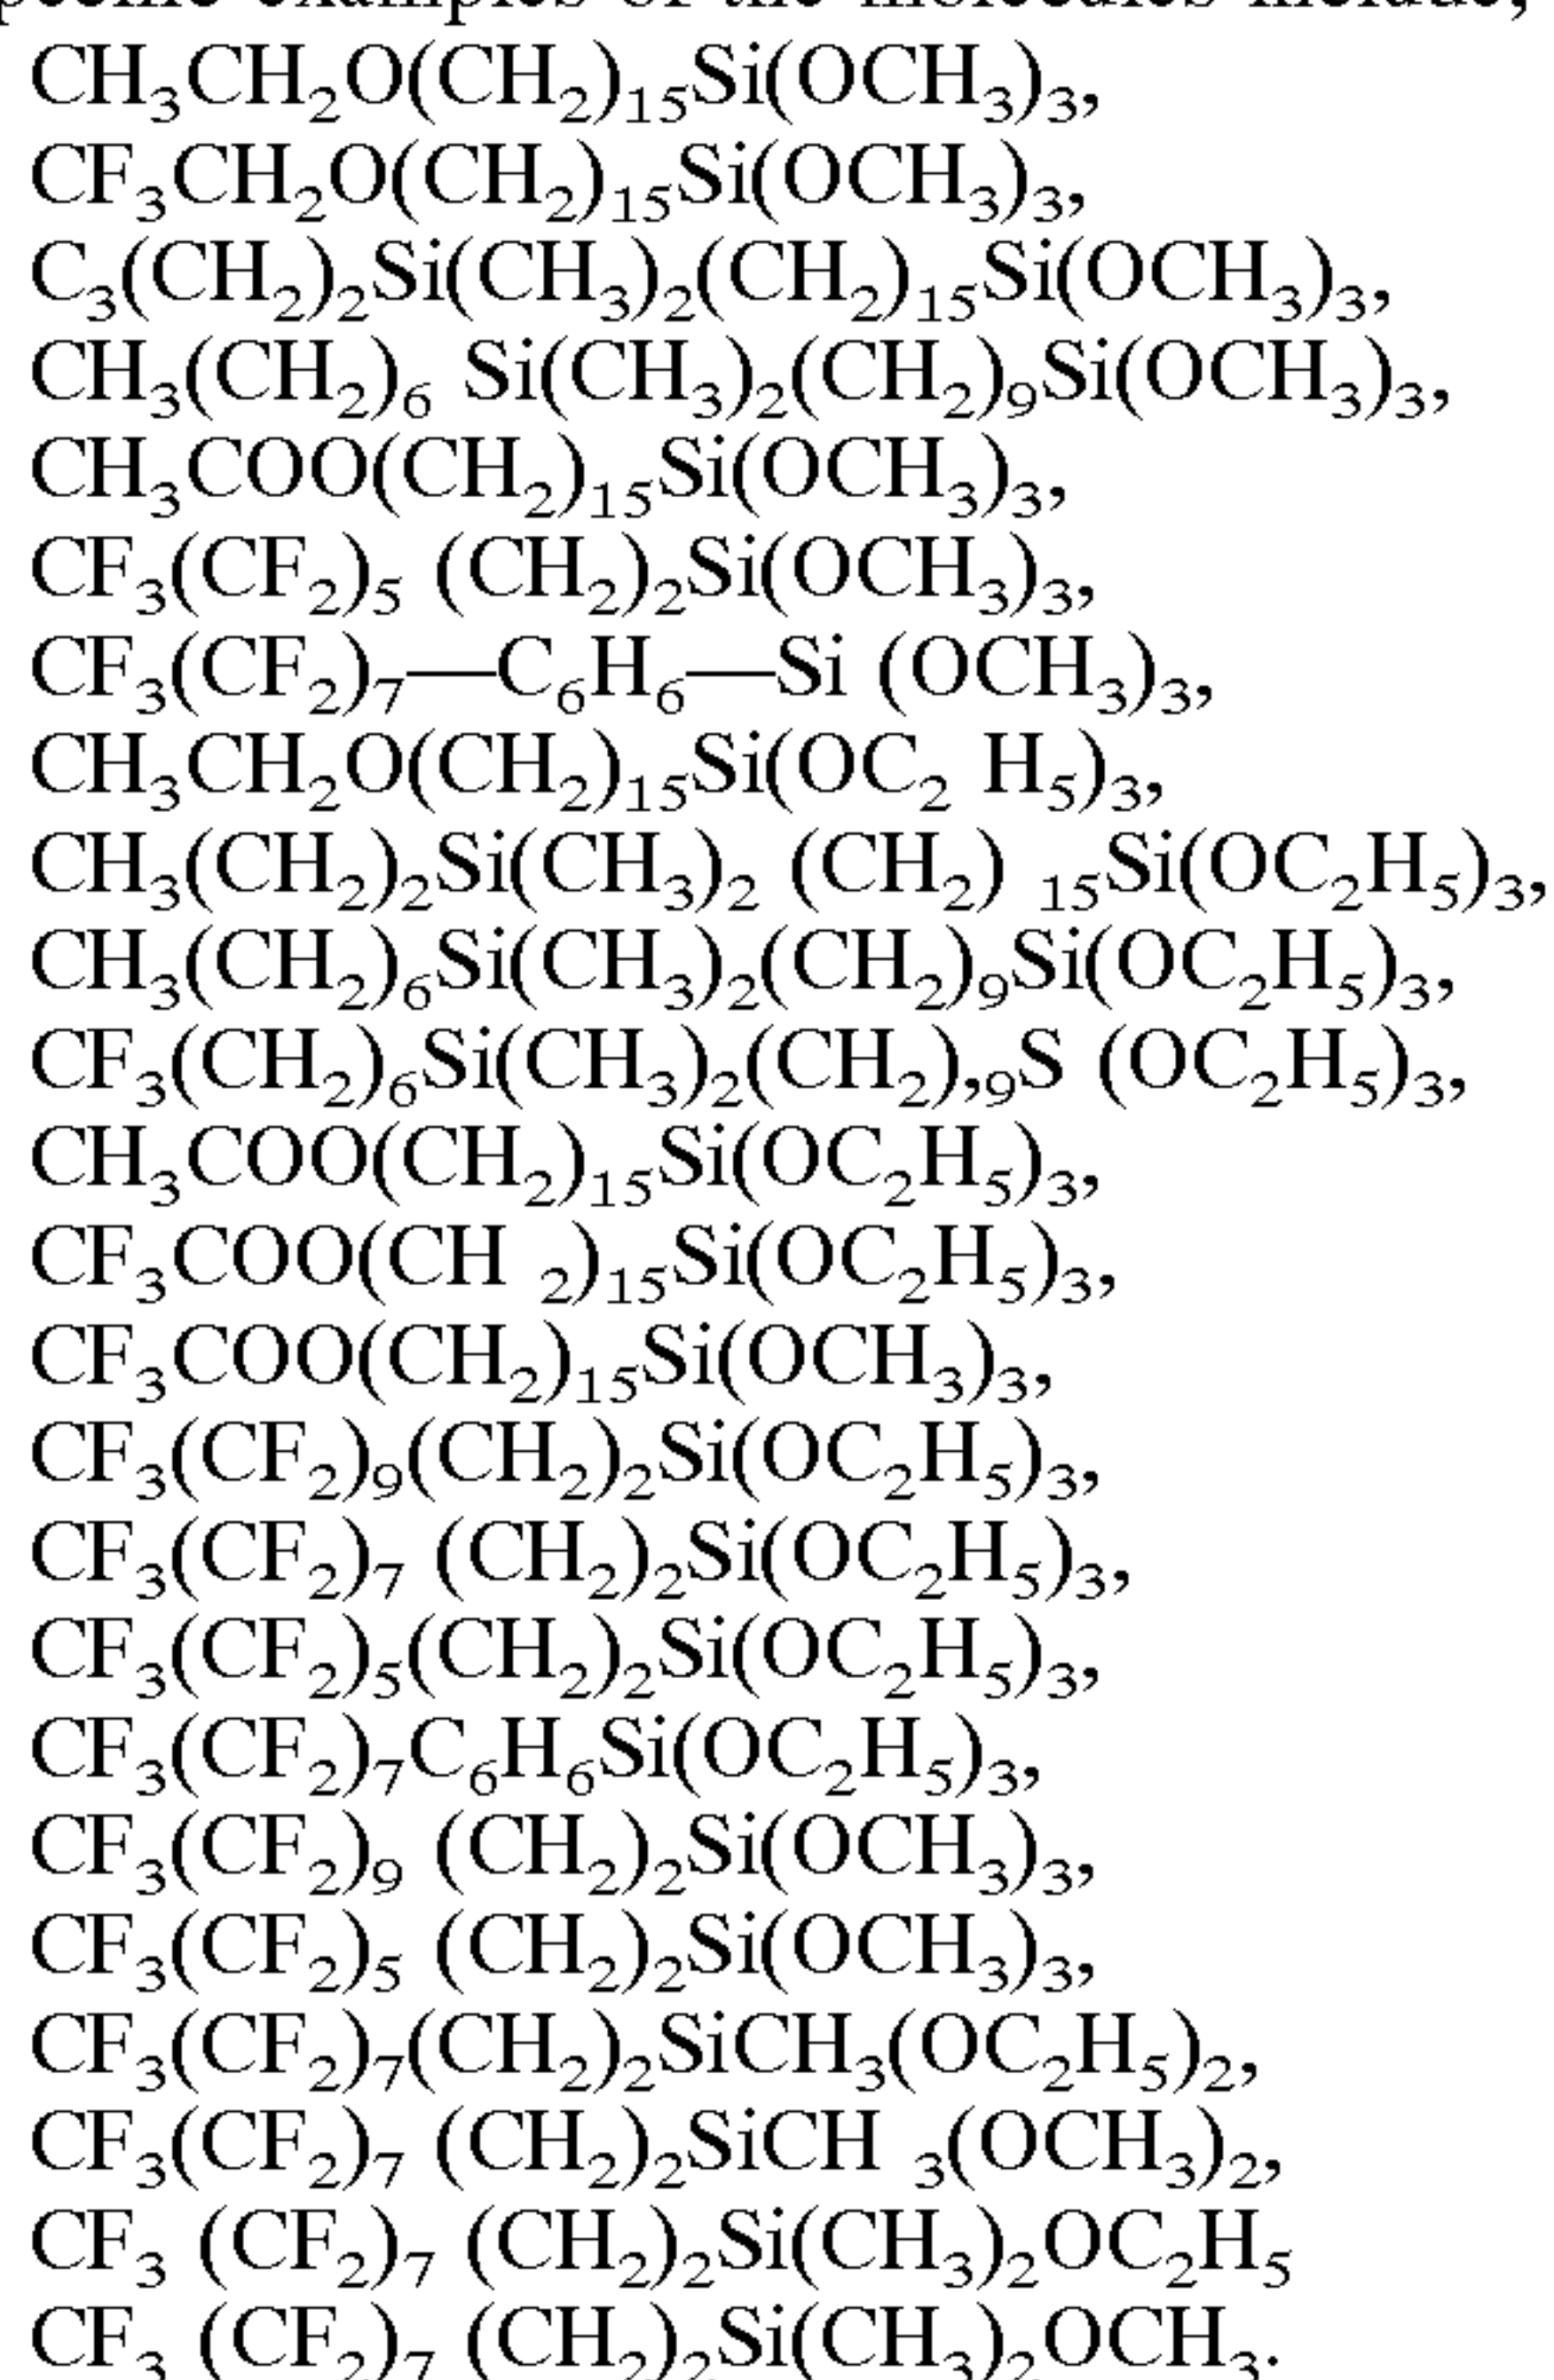 pecific examples of the molecules include,
CH₃CH₂O(CH₂)₁₅Si(OCH₃)₃,
CF₃CH₂O(CH₂)₁₅Si(OCH₃)₃,
C₃(CH₂)₂Si(CH₃)₂(CH₂)₁₅Si(OCH₃)₃,
CH₃(CH₂)₆ Si(CH₃)₂(CH₂)₉Si(OCH₃)₃,
CH₃COO(CH₂)₁₅Si(OCH₃)₃,
CF₃(CF₂)₅ (CH₂)₂Si(OCH₃)₃,
CF₃(CF₂)₇—C₆H₆—Si (OCH₃)₃,
CH₃CH₂O(CH₂)₁₅Si(OC₂ H₅)₃,
CH₃(CH₂)₂Si(CH₃)₂ (CH₂) ₁₅Si(OC₂H₅)₃,
CH₃(CH₂)₆Si(CH₃)₂(CH₂)₉Si(OC₂H₅)₃,
CF₃(CH₂)₆Si(CH₃)₂(CH₂),₉S (OC₂H₅)₃,
CH₃COO(CH₂)₁₅Si(OC₂H₅)₃,
CF₃COO(CH ₂)₁₅Si(OC₂H₅)₃,
CF₃COO(CH₂)₁₅Si(OCH₃)₃,
CF₃(CF₂)₉(CH₂)₂Si(OC₂H₅)₃,
CF₃(CF₂)₇ (CH₂)₂Si(OC₂H₅)₃,
CF₃(CF₂)₅(CH₂)₂Si(OC₂H₅)₃,
CF₃(CF₂)₇C₆H₆Si(OC₂H₅)₃,
CF₃(CF₂)₉ (CH₂)₂Si(OCH₃)₃,
CF₃(CF₂)₅ (CH₂)₂Si(OCH₃)₃,
CF₃(CF₂)₇(CH₂)₂SiCH₃(OC₂H₅)₂,
CF₃(CF₂)₇ (CH₂)₂SiCH ₃(OCH₃)₂,
CF₃ (CF₂)₇ (CH₂)₂Si(CH₃)₂OC₂H₅
CF₃ (CF₂)₇ (CH₂)₂Si(CH₃)₂OCH₃.